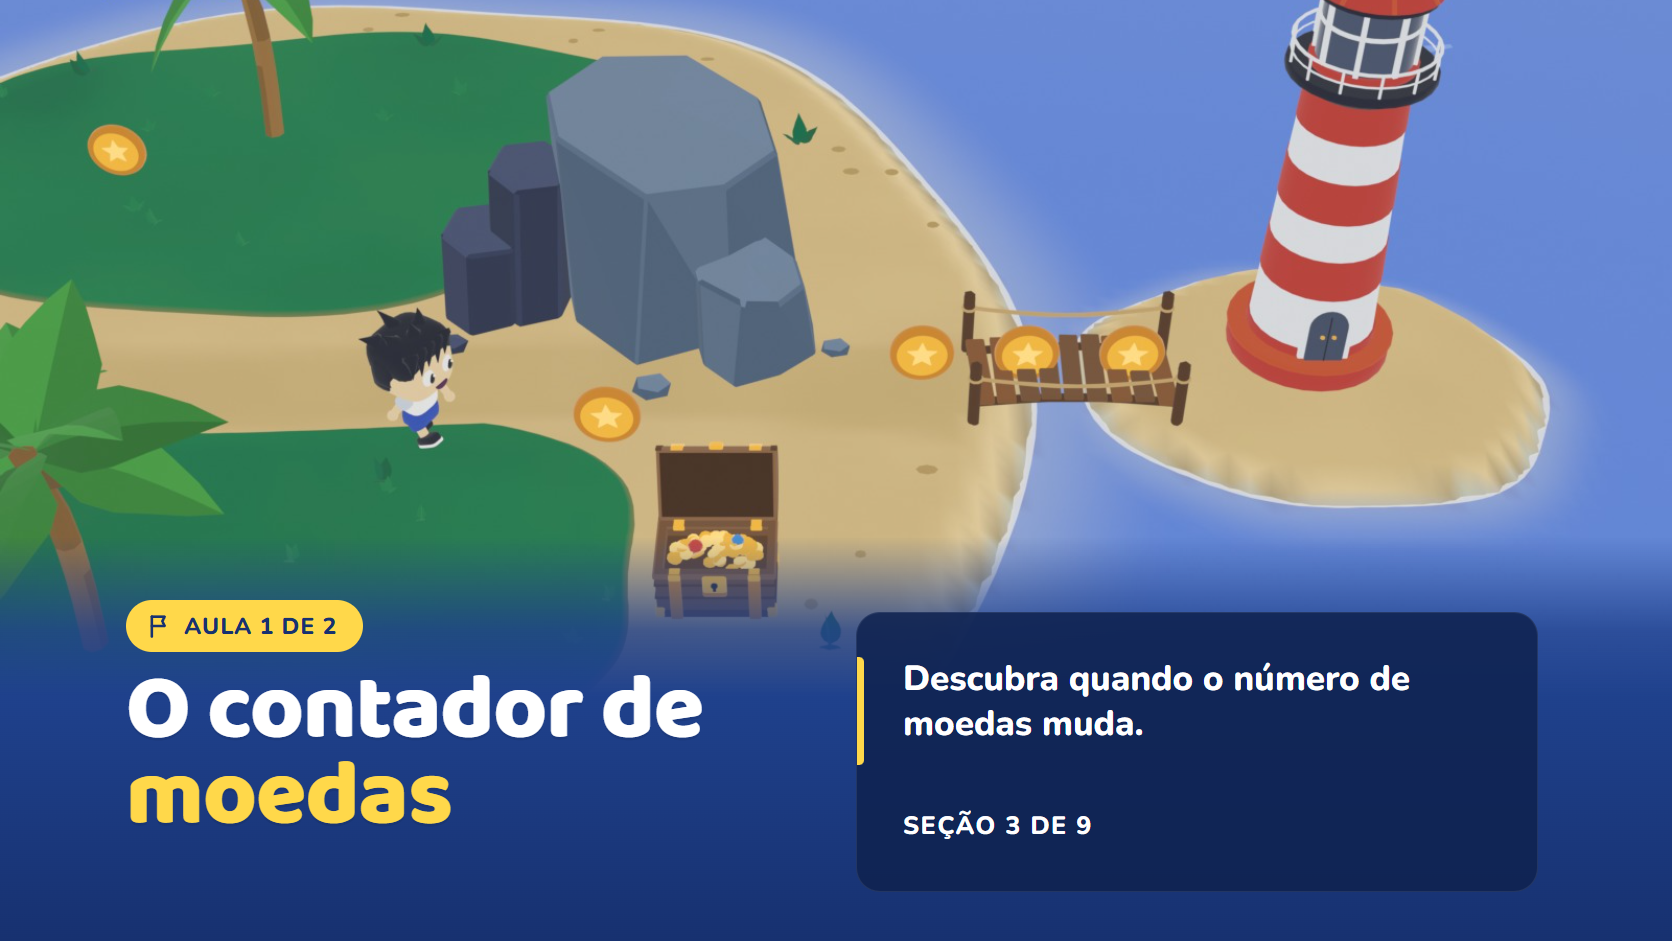 AULA 1 DE 2
O contador de
moedas
Descubra quando o número de
moedas muda.
SEÇÃO 3 DE 9